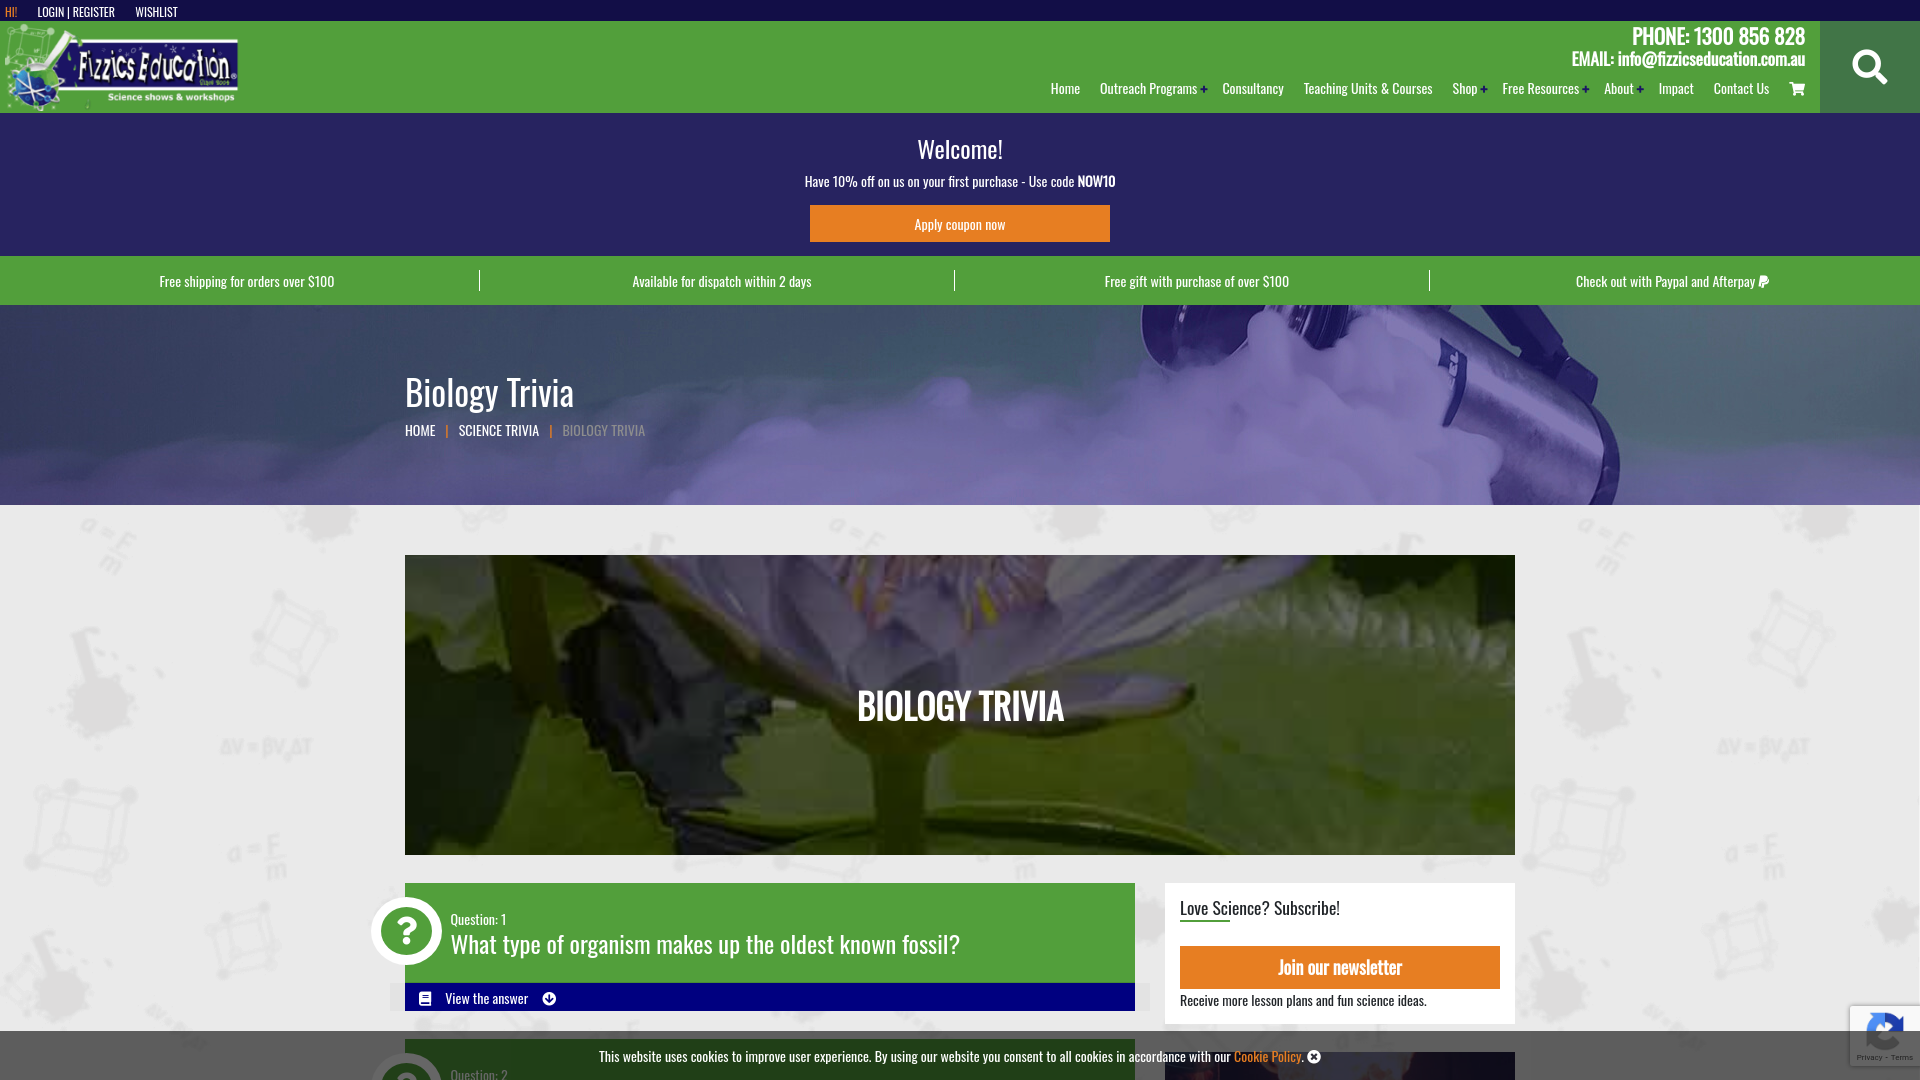 HI!
LOGIN | REGISTER
WISHLIST
Fizzics Education
Science shows & workshops
PHONE: 1300 856 828
EMAIL: info@fizzicseducation.com.au
Home
Outreach Programs
Consultancy
Teaching Units & Courses
Shop
Free Resources
About
Impact
Contact Us
Welcome!
Have 10% off on us on your first purchase - Use code NOW10
Apply coupon now
Free shipping for orders over $100
Available for dispatch within 2 days
Free gift with purchase of over $100
Check out with Paypal and Afterpay
Biology Trivia
HOME | SCIENCE TRIVIA | BIOLOGY TRIVIA
BIOLOGY TRIVIA
Question: 1
What type of organism makes up the oldest known fossil?
View the answer
Love Science? Subscribe!
Join our newsletter
Receive more lesson plans and fun science ideas.
This website uses cookies to improve user experience. By using our website you consent to all cookies in accordance with our Cookie Policy.
Question: 2
Privacy - Terms